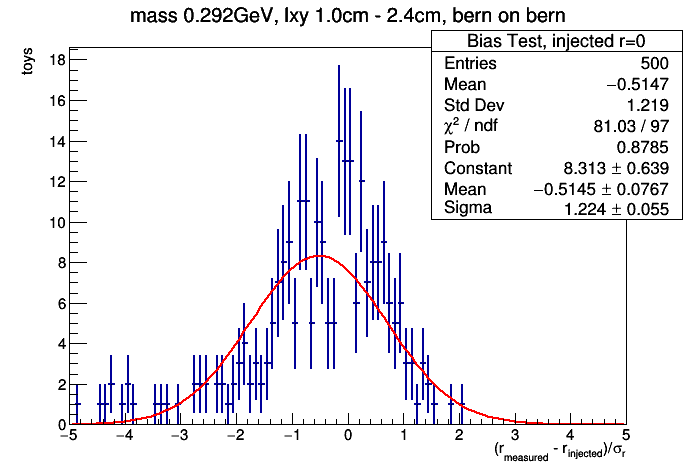 mass 0.292GeV, lxy 1.0cm - 2.4cm, bern on bern
Bias Test, injected r=0
Entries 500
Mean −0.5147
Std Dev 1.219
χ² / ndf 81.03 / 97
Prob 0.8785
Constant 8.313 ± 0.639
Mean −0.5145 ± 0.0767
Sigma 1.224 ± 0.055
toys
18
16
14
12
10
8
6
4
2
0
−5 −4 −3 −2 −1 0 1 2 3 4 5
(r_measured - r_injected)/σ_r